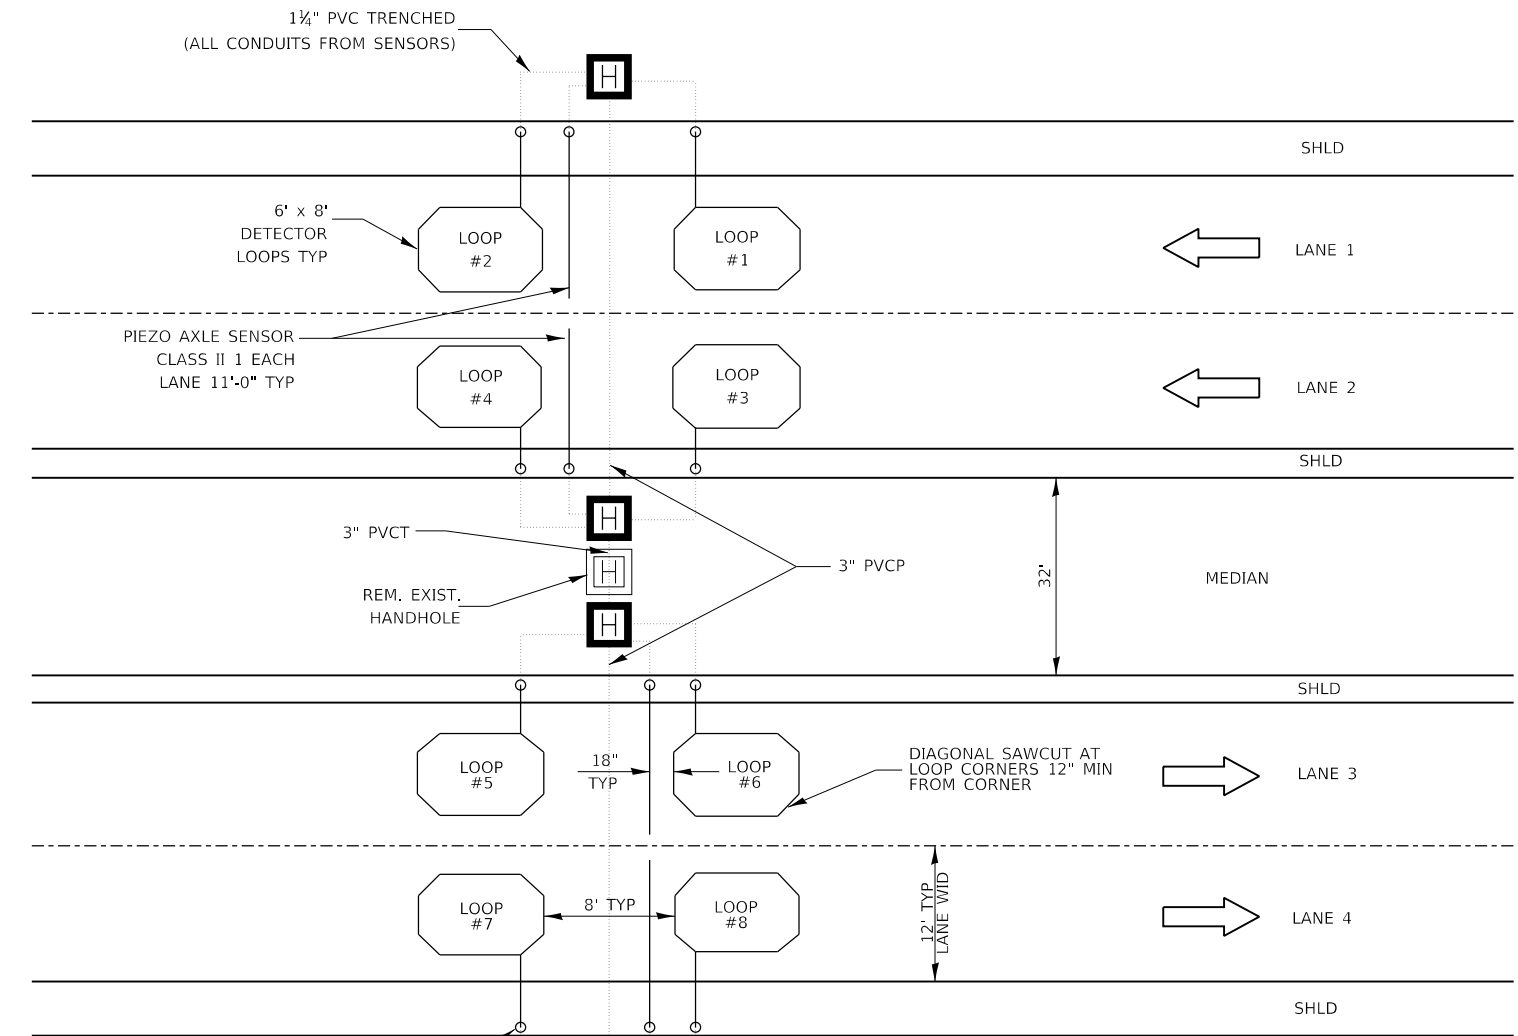 1¼" PVC TRENCHED
(ALL CONDUITS FROM SENSORS)
H
SHLD
6' x 8'
DETECTOR
LOOPS TYP
LOOP
#2
LOOP
#1
LANE 1
PIEZO AXLE SENSOR
CLASS II 1 EACH
LANE 11'-0" TYP
LOOP
#4
LOOP
#3
LANE 2
SHLD
H
3" PVCT
H
REM. EXIST.
HANDHOLE
H
3" PVCP
32'
MEDIAN
SHLD
LOOP
#5
18"
TYP
LOOP
#6
DIAGONAL SAWCUT AT
LOOP CORNERS 12" MIN
FROM CORNER
LANE 3
LOOP
#7
8' TYP
LOOP
#8
12' TYP
LANE WID
LANE 4
SHLD